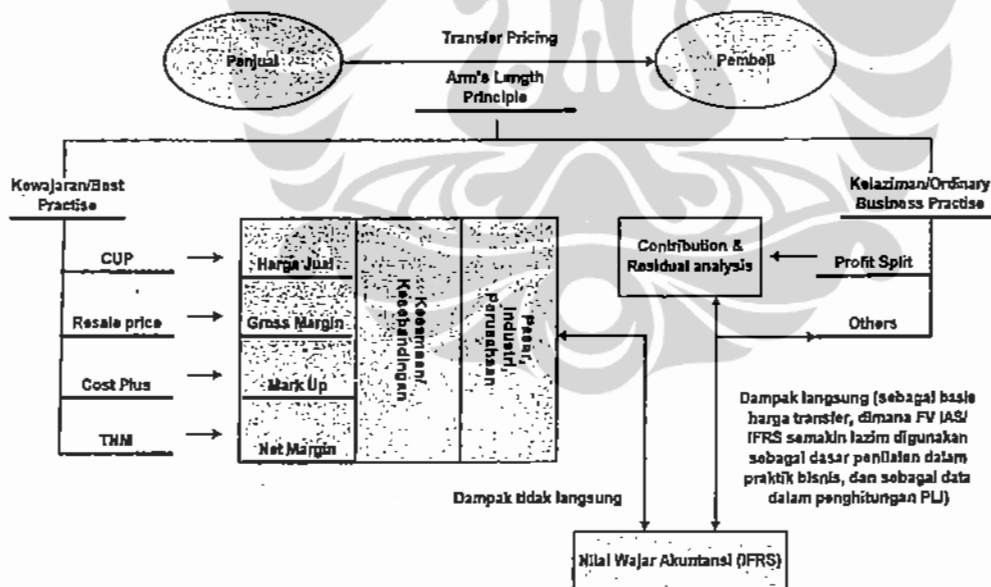 Penjual
Transfer Pricing
Pembeli
Arm's Length
Principle
Kewajaran/Best
Practise
Kelaziman/Ordinary
Business Practise
CUP
Harga Jual
Resale price
Gross Margin
Cost Plus
Mark Up
TNM
Net Margin
Kesamaan/
Kesebandingan
Pasar,
Industri,
Perusahaan
Contribution &
Residual analysis
Profit Split
Others
Dampak langsung (sebagai basis
harga transfer, dimana FV IAS/
IFRS semakin lazim digunakan
sebagai dasar penilaian dalam
praktik bisnis, dan sebagai data
dalam penghitungan PLI)
Dampak tidak langsung
Nilai Wajar Akuntansi (IFRS)